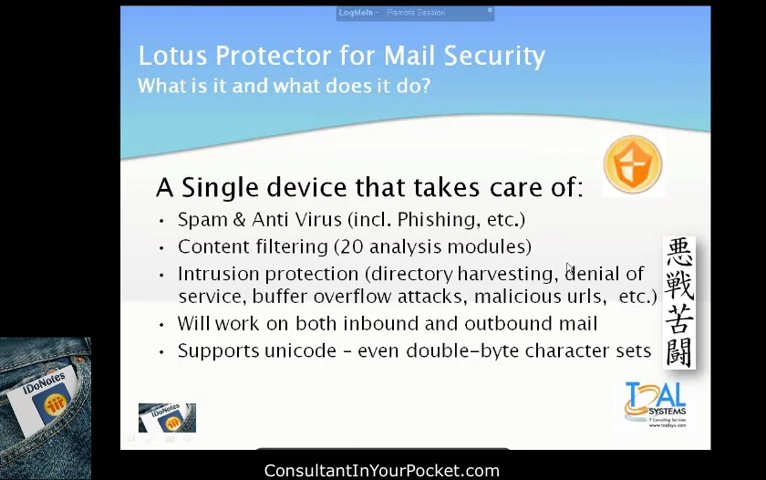 LogMeIn - Remote Session
Lotus Protector for Mail Security
What is it and what does it do?
A Single device that takes care of:
• Spam & Anti Virus (incl. Phishing, etc.)
• Content filtering (20 analysis modules)
• Intrusion protection (directory harvesting, denial of
service, buffer overflow attacks, malicious urls, etc.)
• Will work on both inbound and outbound mail
• Supports unicode – even double-byte character sets
悪戦苦闘
iDoNotes
iDoNotes
TOAL
SYSTEMS
IT Consulting Services
www.toalsys.com
ConsultantInYourPocket.com